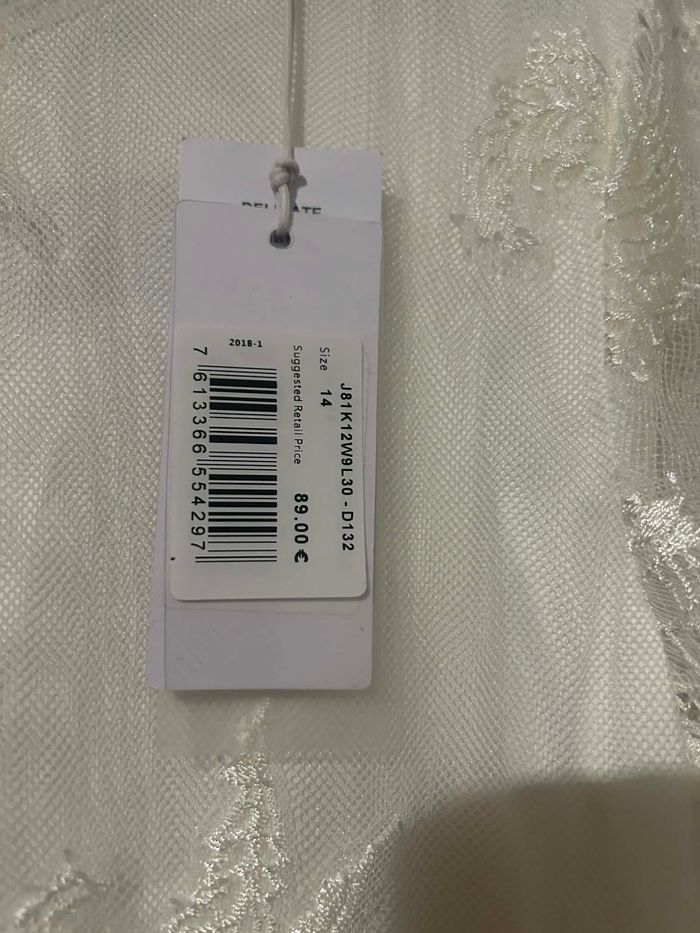 2018-1
J81K12W9L30 - D132
Size 14
Suggested Retail Price 89.00 €
7 613366 554297